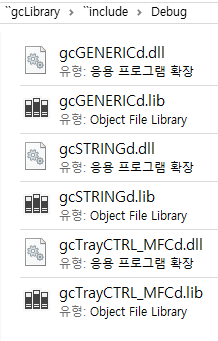 ``gcLibrary > ``include > Debug
gcGENERICd.dll
유형: 응용 프로그램 확장
gcGENERICd.lib
유형: Object File Library
gcSTRINGd.dll
유형: 응용 프로그램 확장
gcSTRINGd.lib
유형: Object File Library
gcTrayCTRL_MFCd.dll
유형: 응용 프로그램 확장
gcTrayCTRL_MFCd.lib
유형: Object File Library